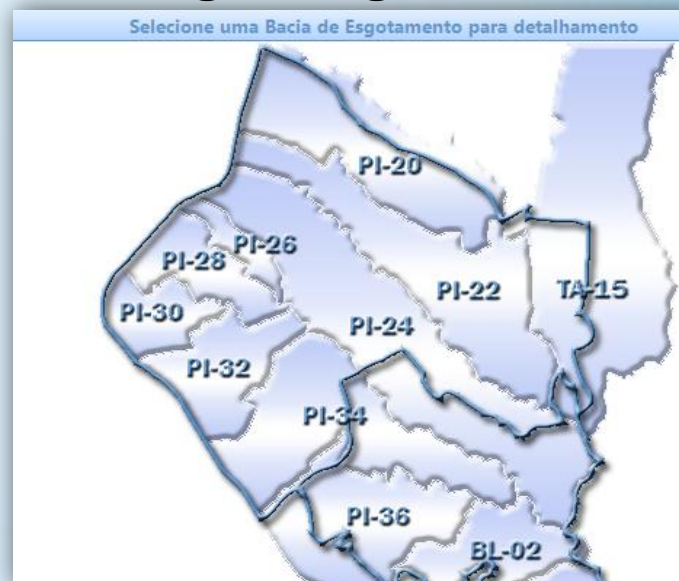 Selecione uma Bacia de Esgotamento para detalhamento
PI-20
PI-26
PI-28
PI-22
TA-15
PI-30
PI-24
PI-32
PI-34
PI-36
BL-02